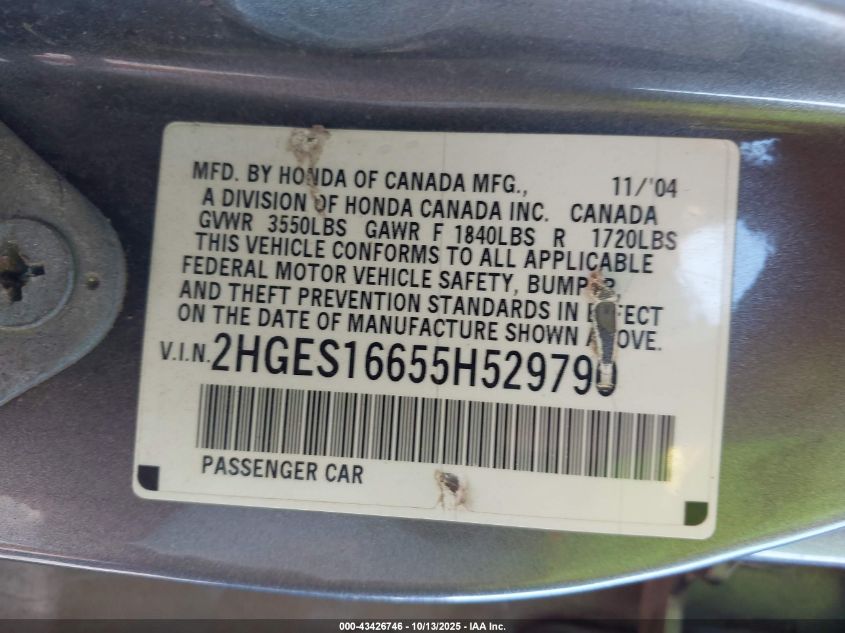 MFD. BY HONDA OF CANADA MFG., 11/'04
A DIVISION OF HONDA CANADA INC. CANADA
GVWR 3550LBS GAWR F 1840LBS R 1720LBS
THIS VEHICLE CONFORMS TO ALL APPLICABLE
FEDERAL MOTOR VEHICLE SAFETY, BUMPER,
AND THEFT PREVENTION STANDARDS IN EFFECT
ON THE DATE OF MANUFACTURE SHOWN ABOVE.
V.I.N. 2HGES16655H529790
PASSENGER CAR
000-43426746 - 10/13/2025 - IAA Inc.